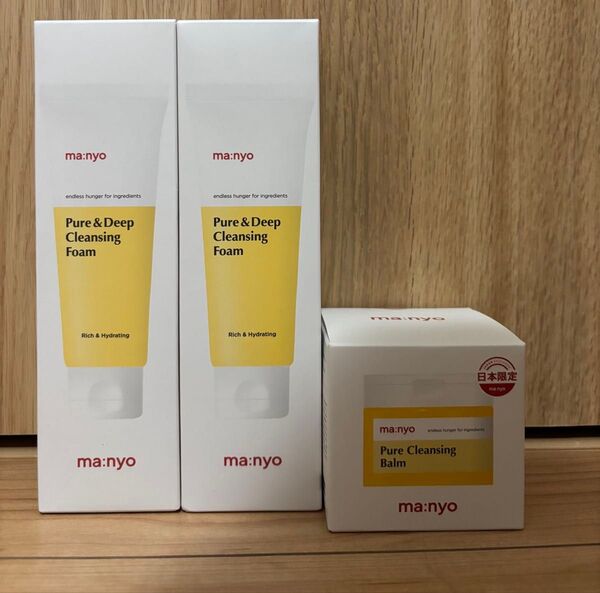 ma:nyo
endless hunger for ingredients
Pure & Deep
Cleansing
Foam
Rich & Hydrating
ma:nyo
ma:nyo
endless hunger for ingredients
Pure & Deep
Cleansing
Foam
Rich & Hydrating
ma:nyo
ma:nyo
日本限定
ma:nyo
ma:nyo
endless hunger for ingredients
Pure Cleansing
Balm
ma:nyo